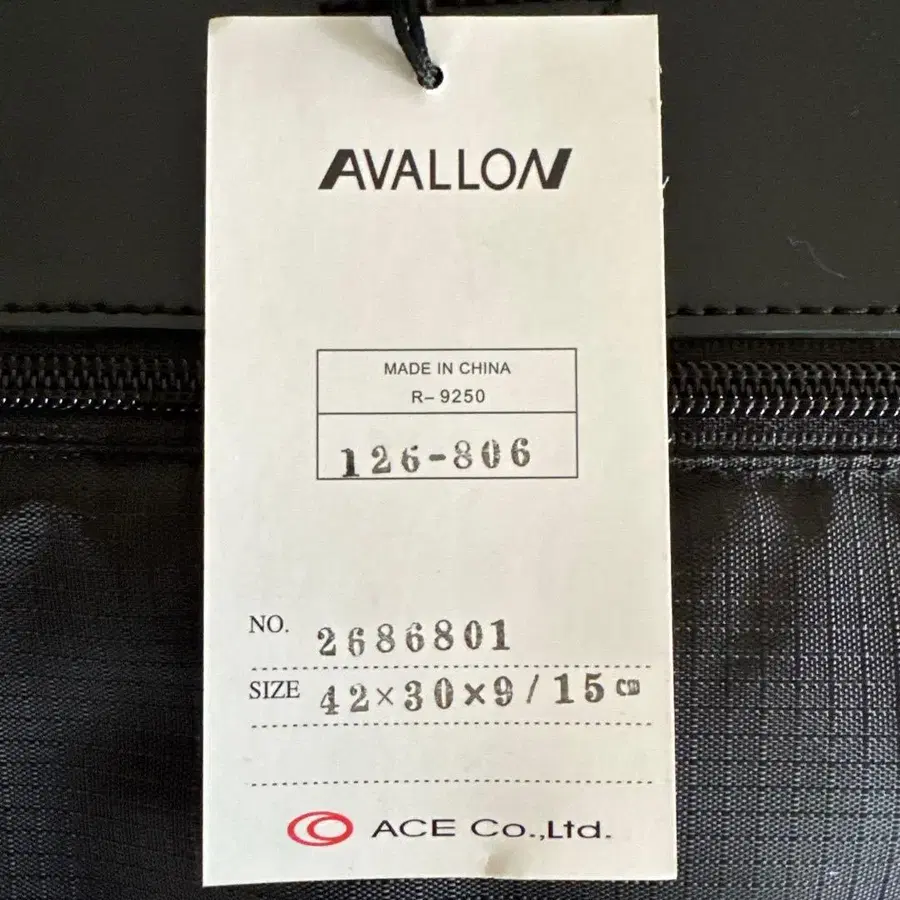 AVALLON
MADE IN CHINA
R–9250
126-806
NO. 2686801
SIZE 42×30×9/15㎝
ACE Co.,Ltd.